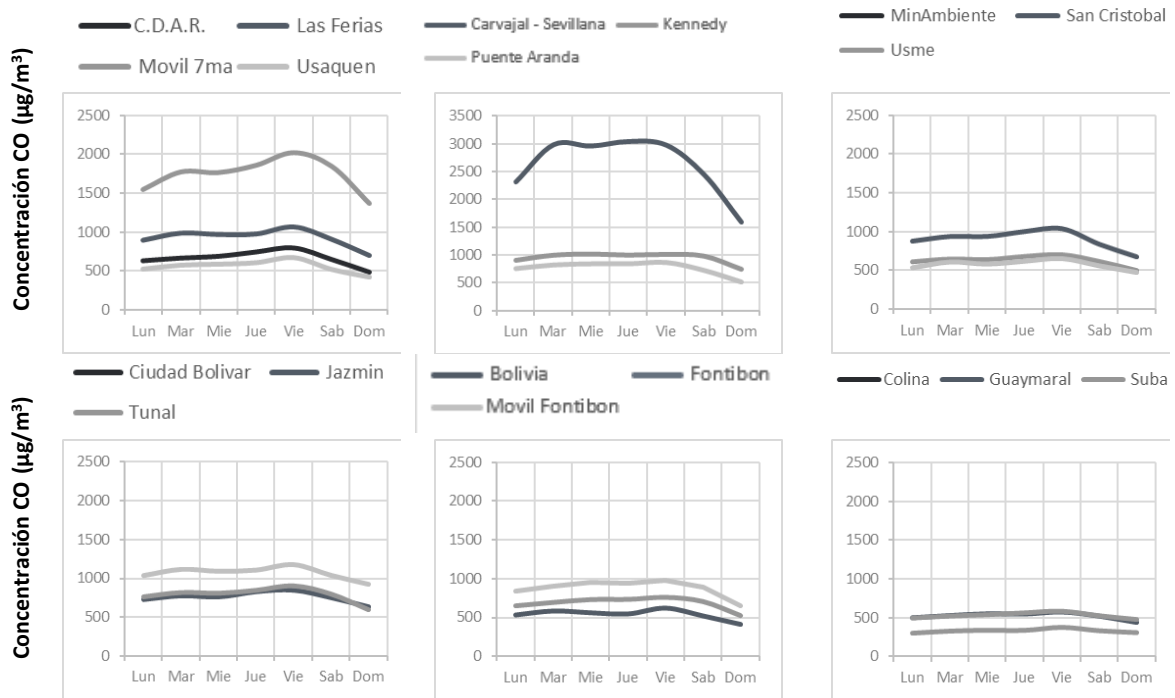 C.D.A.R. Las Ferias
Movil 7ma Usaquen
Carvajal - Sevillana Kennedy
Puente Aranda
MinAmbiente San Cristobal
Usme
Concentración CO (µg/m³)
2500
2000
1500
1000
500
0
Lun Mar Mie Jue Vie Sab Dom
3500
3000
2500
2000
1500
1000
500
0
Lun Mar Mie Jue Vie Sab Dom
2500
2000
1500
1000
500
0
Lun Mar Mie Jue Vie Sab Dom
Ciudad Bolivar Jazmin
Tunal
Bolivia Fontibon
Movil Fontibon
Colina Guaymaral Suba
Concentración CO (µg/m³)
2500
2000
1500
1000
500
0
Lun Mar Mie Jue Vie Sab Dom
2500
2000
1500
1000
500
0
Lun Mar Mie Jue Vie Sab Dom
2500
2000
1500
1000
500
0
Lun Mar Mie Jue Vie Sab Dom